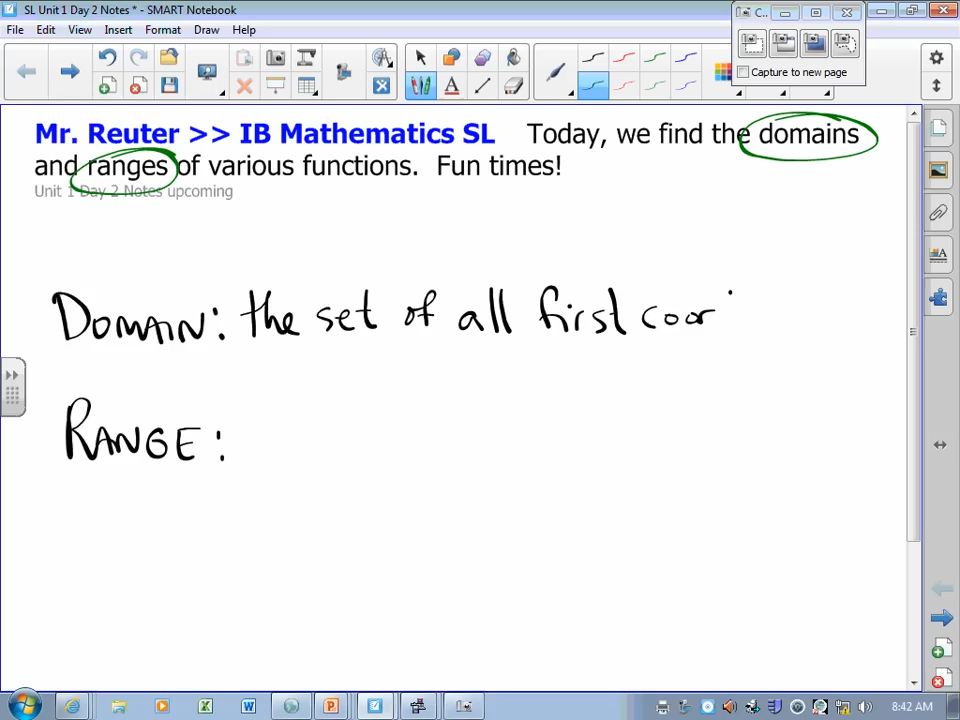 SL Unit 1 Day 2 Notes * - SMART Notebook
C..
File Edit View Insert Format Draw Help
Capture to new page
Mr. Reuter >> IB Mathematics SL Today, we find the domains
and ranges of various functions. Fun times!
Unit 1 Day 2 Notes upcoming
DOMAIN: the set of all first coor
RANGE:
8:42 AM